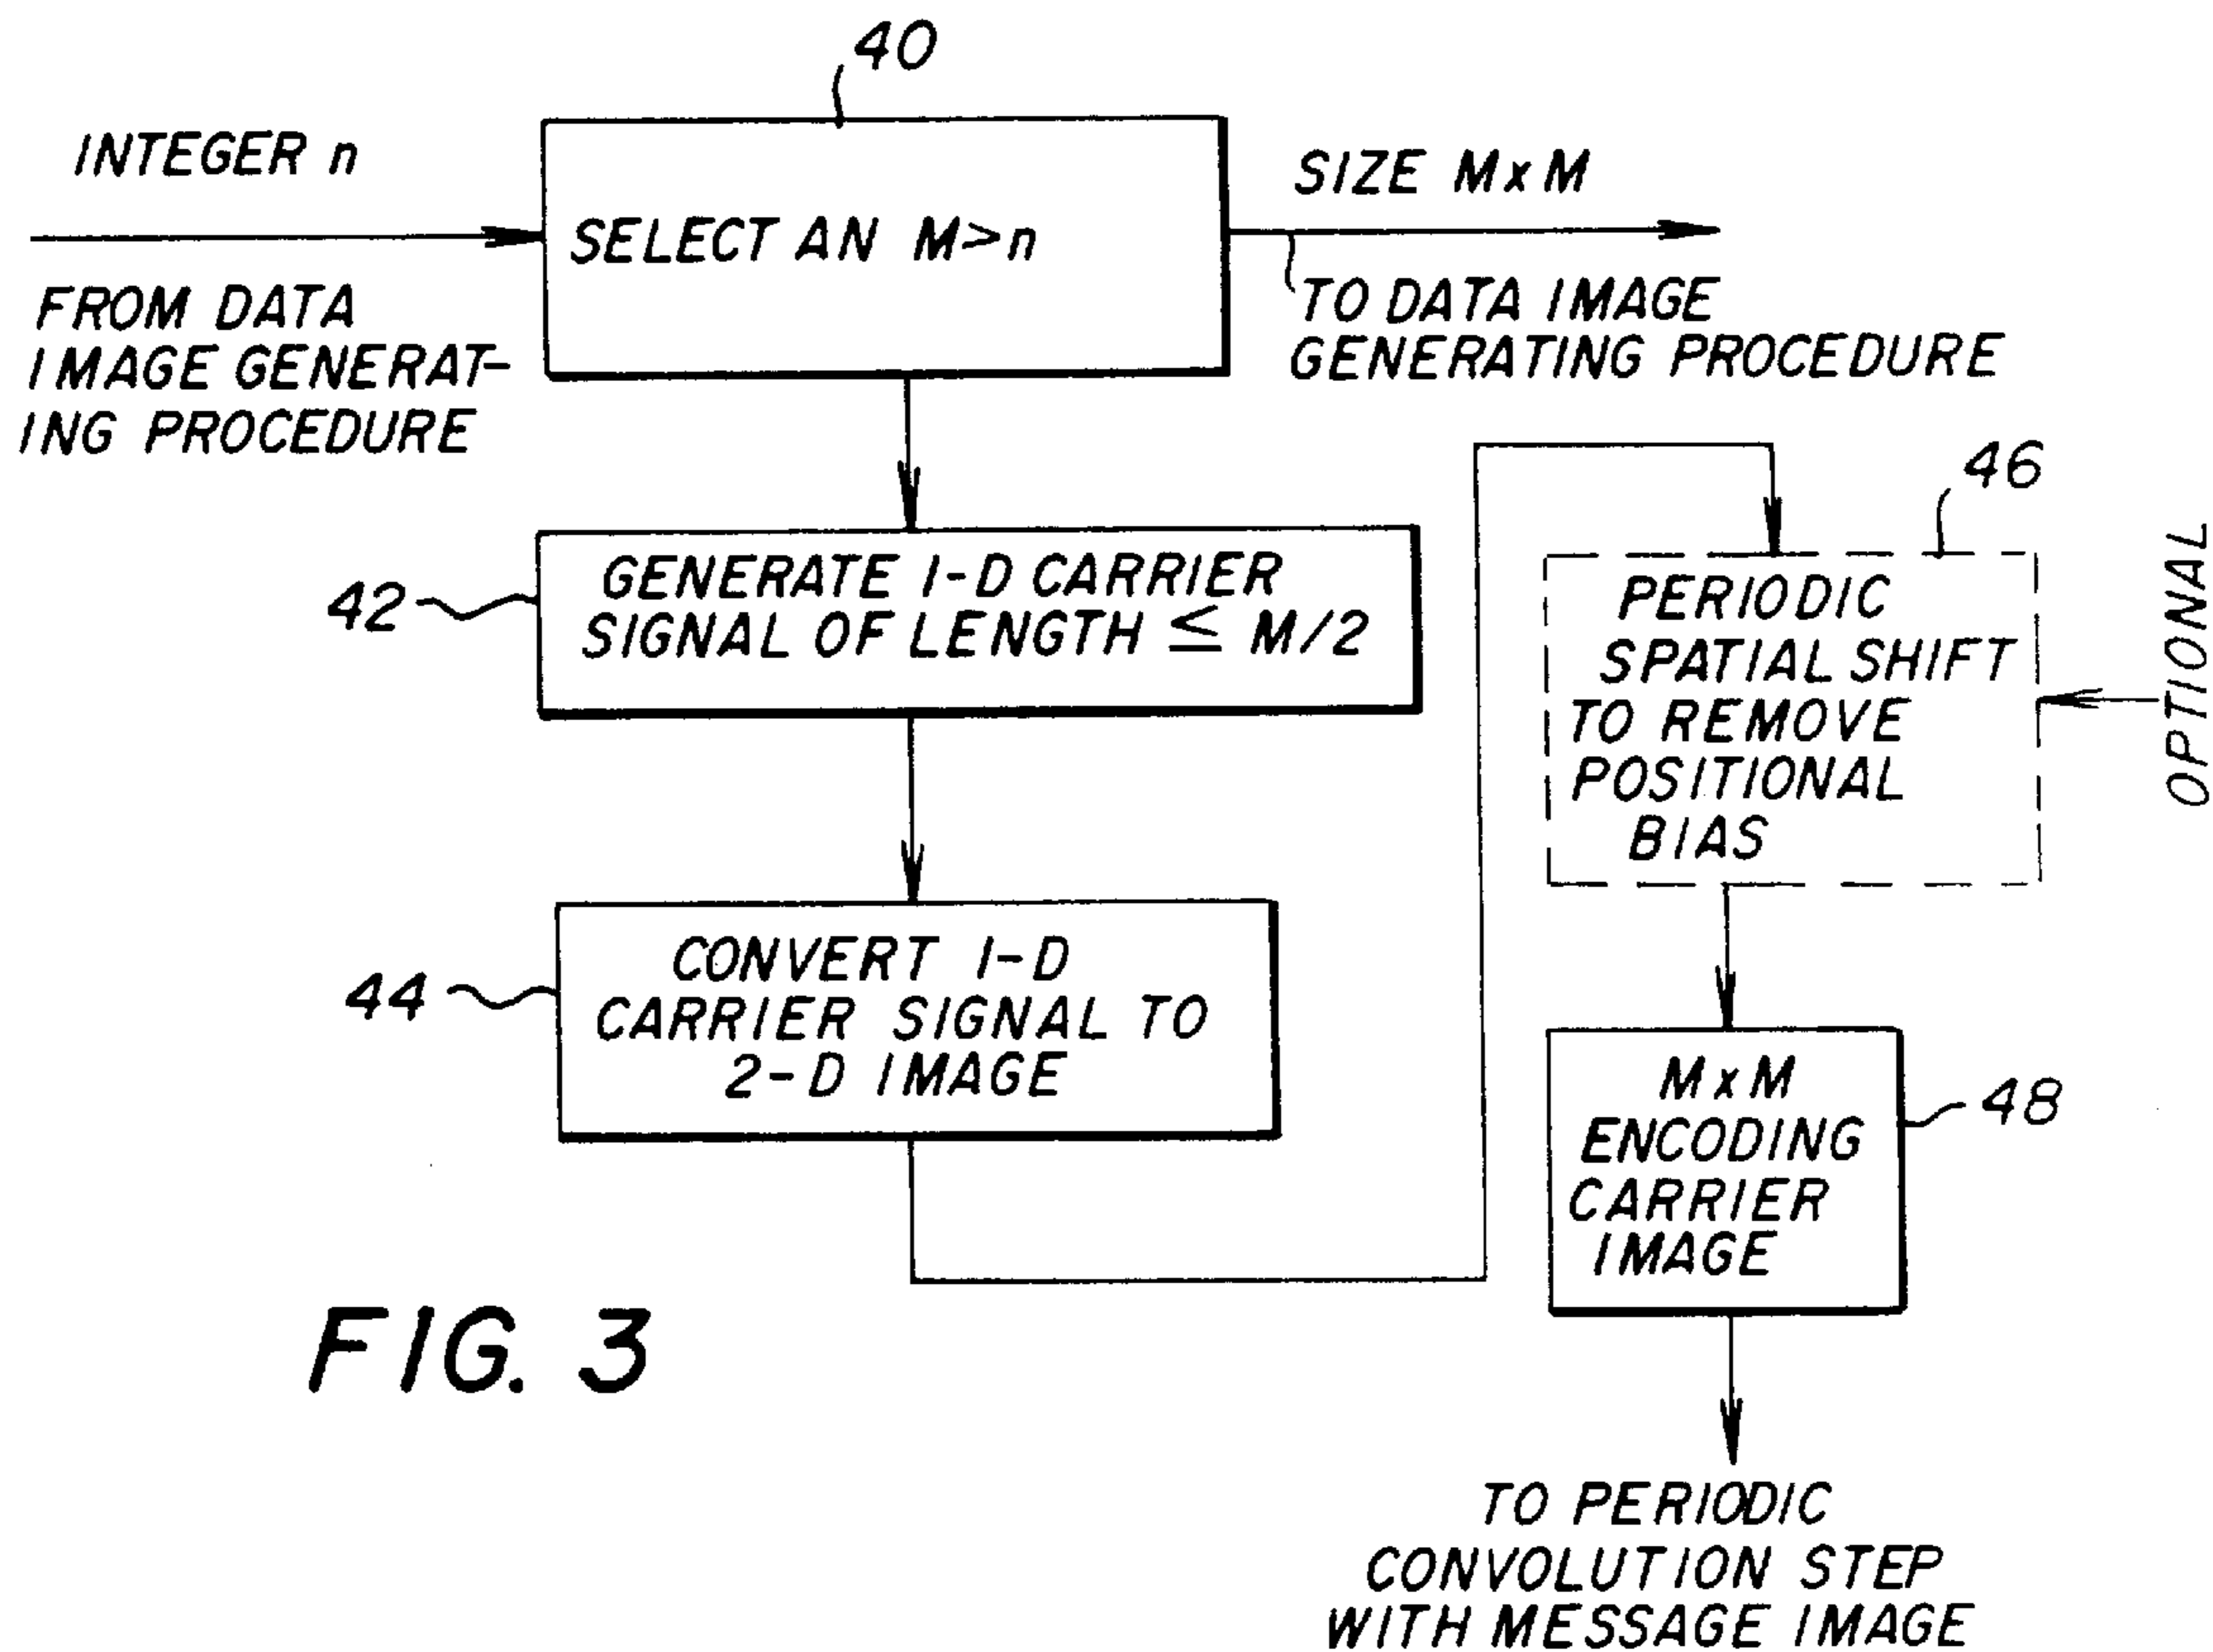 40
INTEGER n
FROM DATA
IMAGE GENERAT-
ING PROCEDURE
SELECT AN M>n
SIZE MxM
TO DATA IMAGE
GENERATING PROCEDURE
42
GENERATE 1-D CARRIER
SIGNAL OF LENGTH ≤ M/2
44
CONVERT 1-D
CARRIER SIGNAL TO
2-D IMAGE
46
PERIODIC
SPATIAL SHIFT
TO REMOVE
POSITIONAL
BIAS
OPTIONAL
MxM
ENCODING
CARRIER
IMAGE
48
TO PERIODIC
CONVOLUTION STEP
WITH MESSAGE IMAGE
FIG. 3